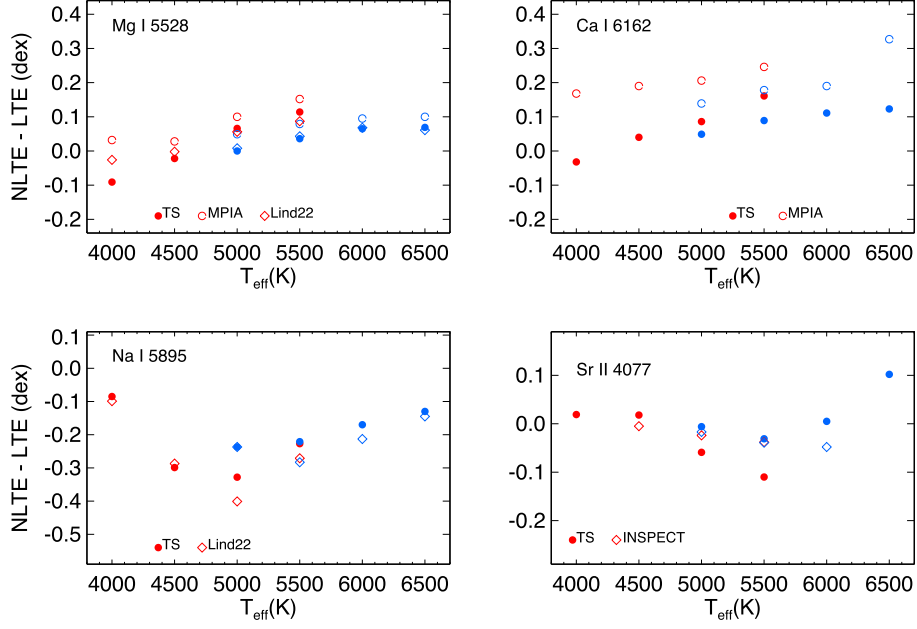 Mg I 5528
NLTE - LTE (dex)
0.4
0.3
0.2
0.1
0.0
-0.1
-0.2
TS MPIA Lind22
4000 4500 5000 5500 6000 6500
Teff(K)
Ca I 6162
0.4
0.3
0.2
0.1
0.0
-0.1
-0.2
TS MPIA
4000 4500 5000 5500 6000 6500
Teff(K)
Na I 5895
NLTE - LTE (dex)
0.1
0.0
-0.1
-0.2
-0.3
-0.4
-0.5
TS Lind22
4000 4500 5000 5500 6000 6500
Teff(K)
Sr II 4077
0.1
0.0
-0.1
-0.2
TS INSPECT
4000 4500 5000 5500 6000 6500
Teff(K)